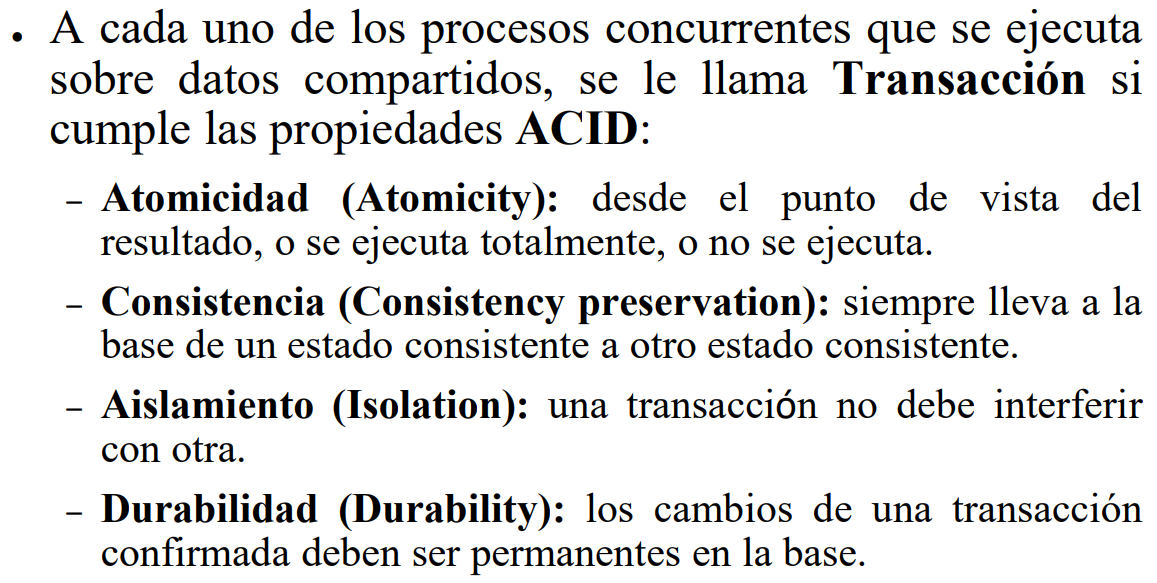 • A cada uno de los procesos concurrentes que se ejecuta
sobre datos compartidos, se le llama Transacción si
cumple las propiedades ACID:
– Atomicidad (Atomicity): desde el punto de vista del
resultado, o se ejecuta totalmente, o no se ejecuta.
– Consistencia (Consistency preservation): siempre lleva a la
base de un estado consistente a otro estado consistente.
– Aislamiento (Isolation): una transacción no debe interferir
con otra.
– Durabilidad (Durability): los cambios de una transacción
confirmada deben ser permanentes en la base.